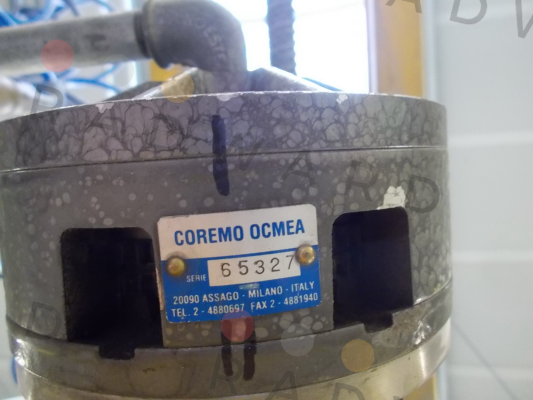 COREMO OCMEA
SERIE 65327
20090 ASSAGO - MILANO - ITALY
TEL. 2 - 4880697 FAX 2 - 4881940